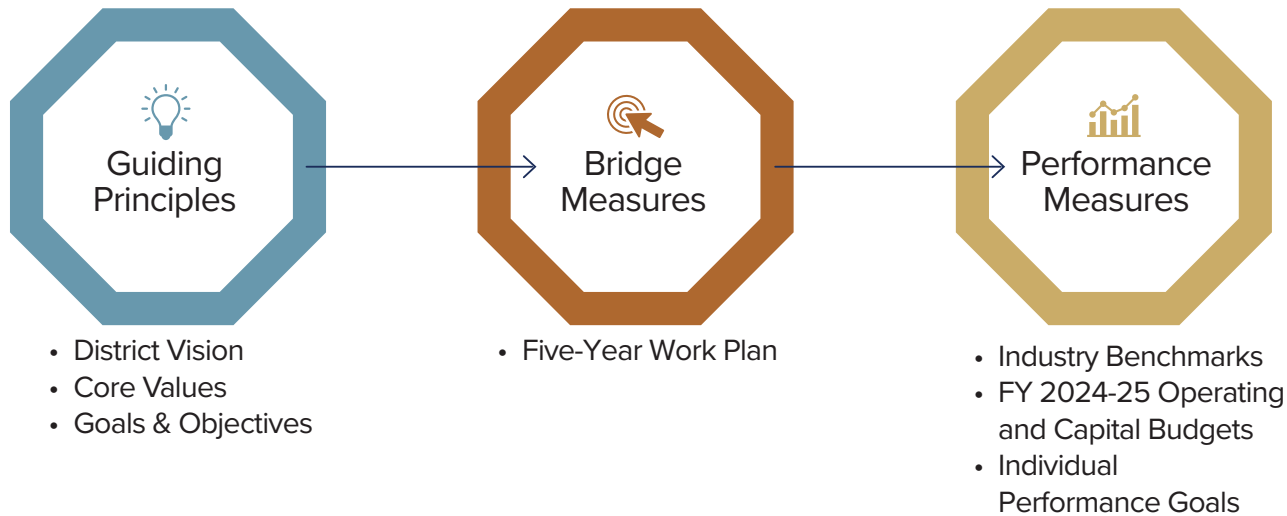 Guiding
Principles
Bridge
Measures
Performance
Measures
• District Vision
• Core Values
• Goals & Objectives
• Five-Year Work Plan
• Industry Benchmarks
• FY 2024-25 Operating
and Capital Budgets
• Individual
Performance Goals